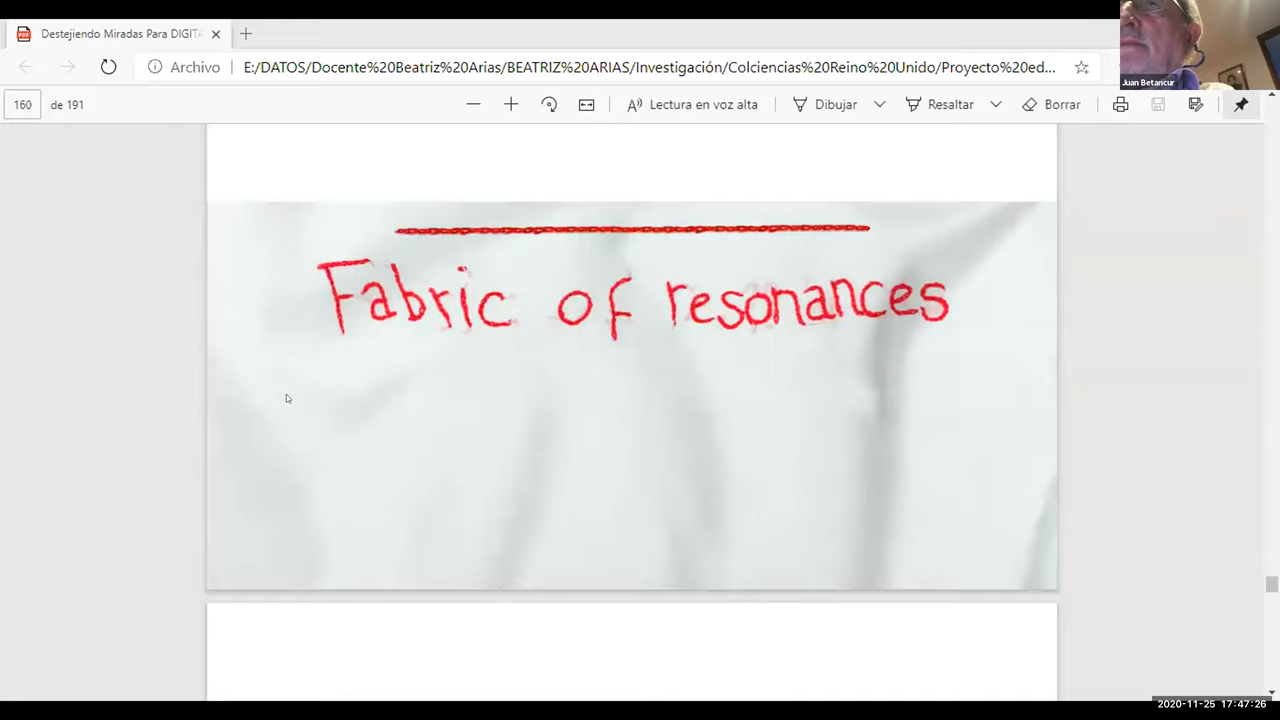 Destejiendo Miradas Para DIGITA
Archivo E:/DATOS/Docente%20Beatriz%20Arias/BEATRIZ%20ARIAS/Investigación/Colciencias%20Reino%20Unido/Proyecto%20ed...
Juan Betancur
160 de 191 Lectura en voz alta Dibujar Resaltar Borrar
Fabric of resonances
2020-11-25 17:47:26